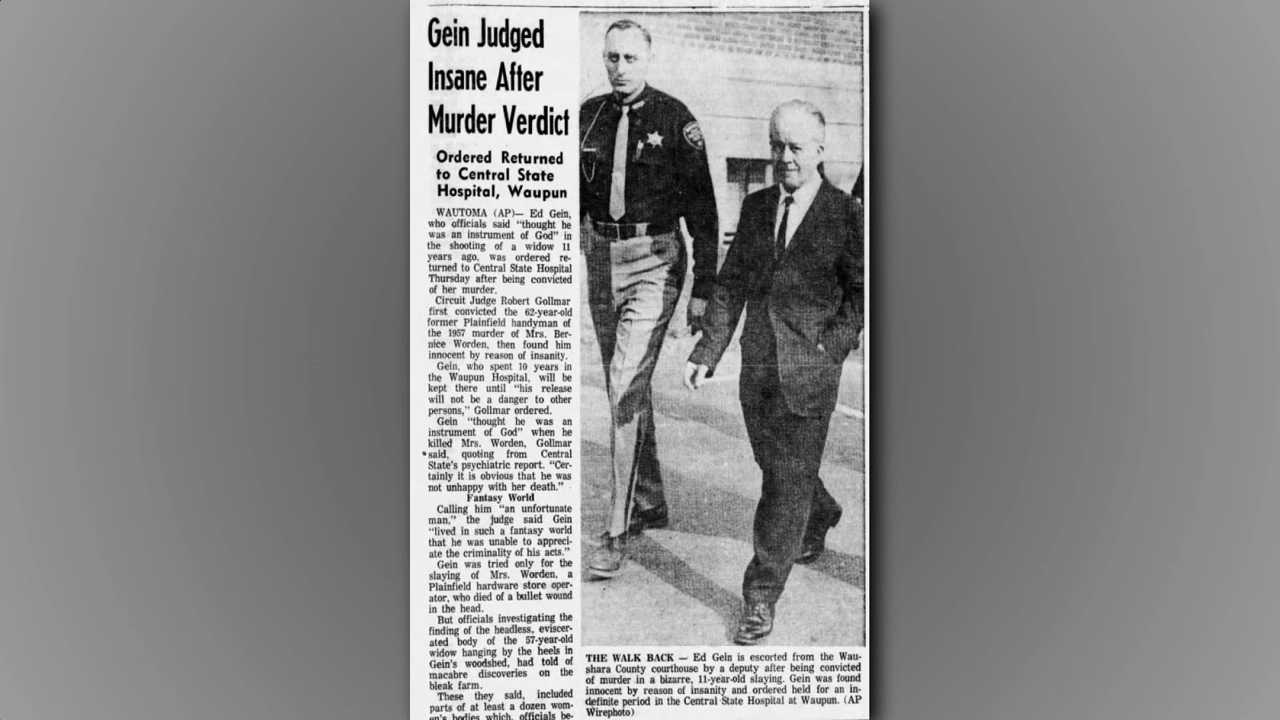 Gein Judged
Insane After
Murder Verdict
Ordered Returned
to Central State
Hospital, Waupun
WAUTOMA (AP)— Ed Gein,
who officials said "thought he
was an instrument of God" in
the shooting of a widow 11
years ago, was ordered re-
turned to Central State Hospital
Thursday after being convicted
of her murder.
Circuit Judge Robert Gollmar
first convicted the 62-year-old
former Plainfield handyman of
the 1957 murder of Mrs. Ber-
nice Worden, then found him
innocent by reason of insanity.
Gein, who spent 10 years in
the Waupun Hospital, will be
kept there until "his release
will not be a danger to other
persons," Gollmar ordered.
Gein "thought he was an
instrument of God" when he
killed Mrs. Worden, Gollmar
said, quoting from Central
State's psychiatric report. "Cer-
tainly it is obvious that he was
not unhappy with her death."
Fantasy World
Calling him "an unfortunate
man," the judge said Gein
"lived in such a fantasy world
that he was unable to appreci-
ate the criminality of his acts."
Gein was tried only for the
slaying of Mrs. Worden, a
Plainfield hardware store oper-
ator, who died of a bullet wound
in the head.
But officials investigating the
finding of the headless, eviscer-
ated body of the 57-year-old
widow hanging by the heels in
Gein's woodshed, had told of
macabre discoveries on the
bleak farm.
These they said, included
parts of at least a dozen wom-
en's bodies which, officials be-
THE WALK BACK — Ed Gein is escorted from the Wau-
shara County courthouse by a deputy after being convicted
of murder in a bizarre, 11-year-old slaying. Gein was found
innocent by reason of insanity and ordered held for an in-
definite period in the Central State Hospital at Waupun. (AP
Wirephoto)